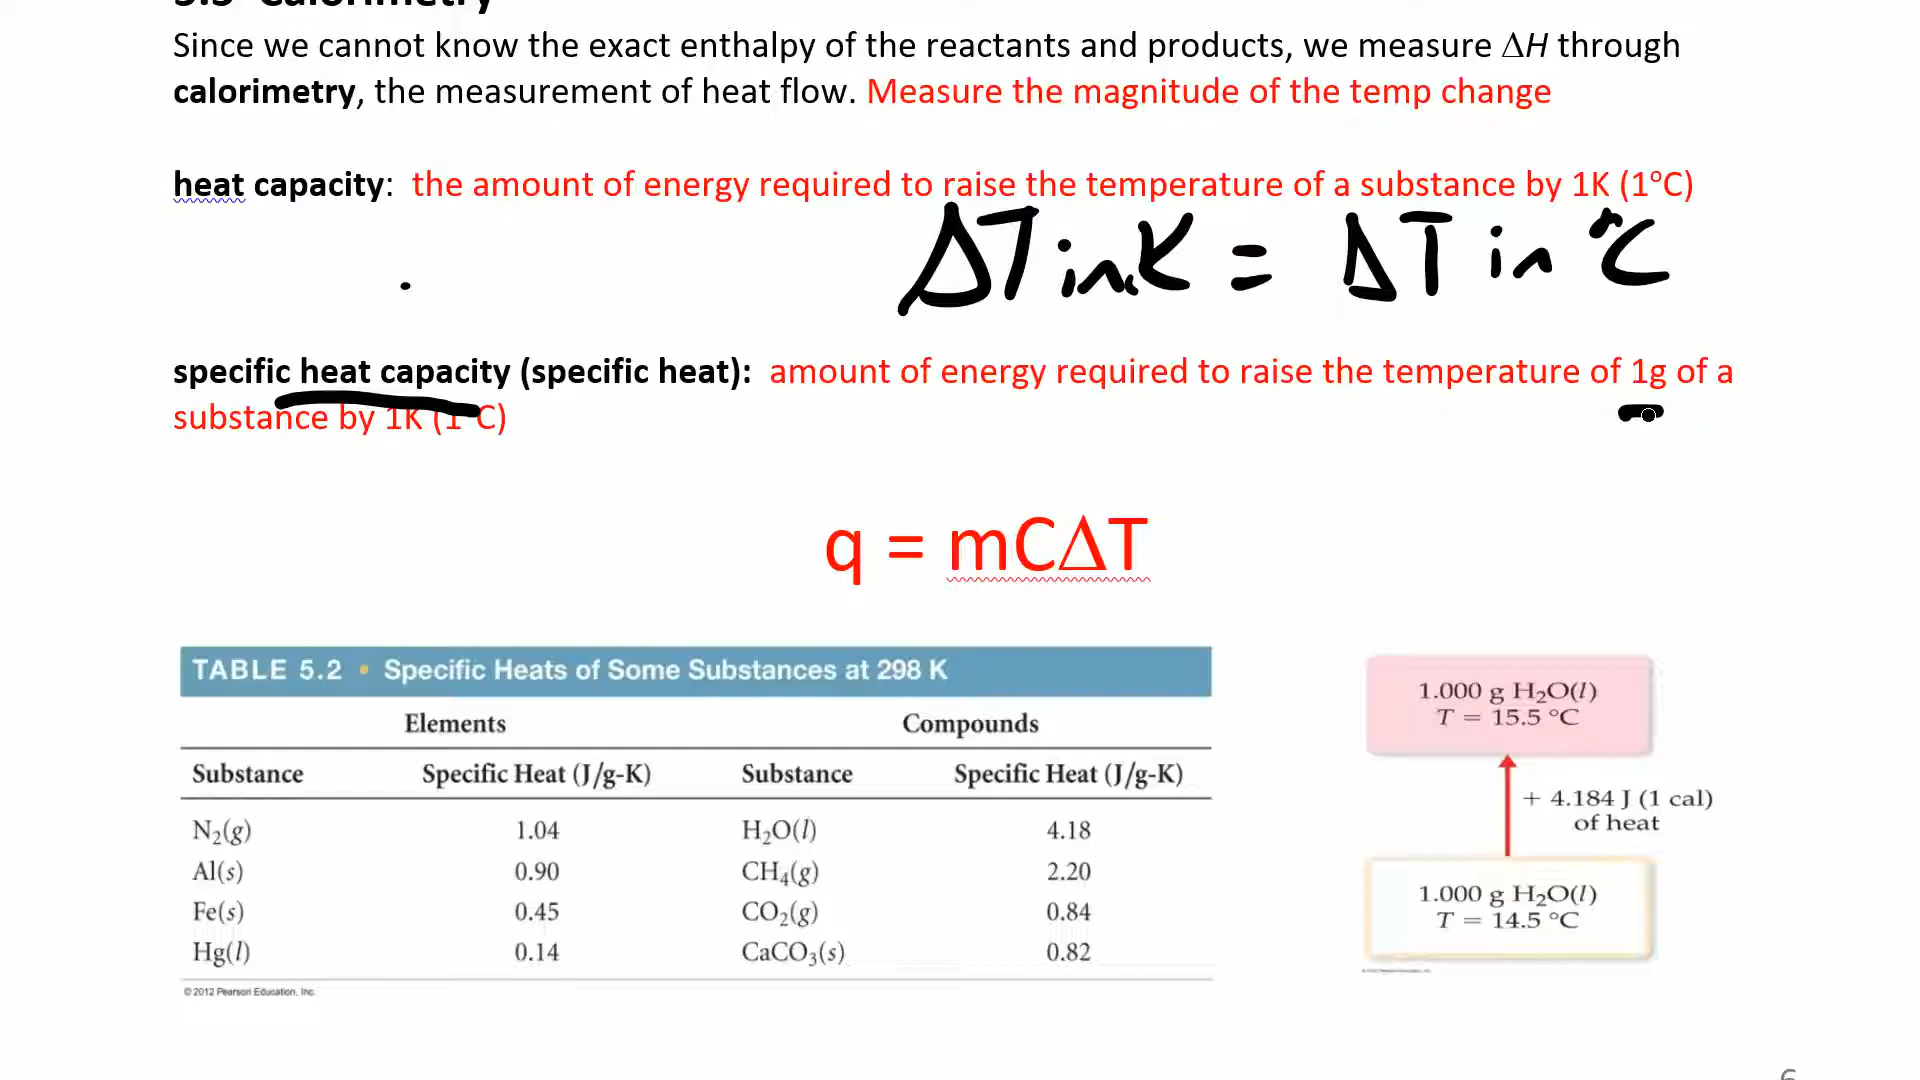 5.5 Calorimetry
Since we cannot know the exact enthalpy of the reactants and products, we measure ΔH through
calorimetry, the measurement of heat flow. Measure the magnitude of the temp change
heat capacity: the amount of energy required to raise the temperature of a substance by 1K (1°C)
ΔT in K = ΔT in °C
specific heat capacity (specific heat): amount of energy required to raise the temperature of 1g of a
substance by 1K (1°C)
q = mCΔT
TABLE 5.2 • Specific Heats of Some Substances at 298 K
Elements Compounds
Substance Specific Heat (J/g-K) Substance Specific Heat (J/g-K)
N₂(g) 1.04 H₂O(l) 4.18
Al(s) 0.90 CH₄(g) 2.20
Fe(s) 0.45 CO₂(g) 0.84
Hg(l) 0.14 CaCO₃(s) 0.82
© 2012 Pearson Education, Inc.
1.000 g H₂O(l)
T = 15.5 °C
+ 4.184 J (1 cal)
of heat
1.000 g H₂O(l)
T = 14.5 °C
6